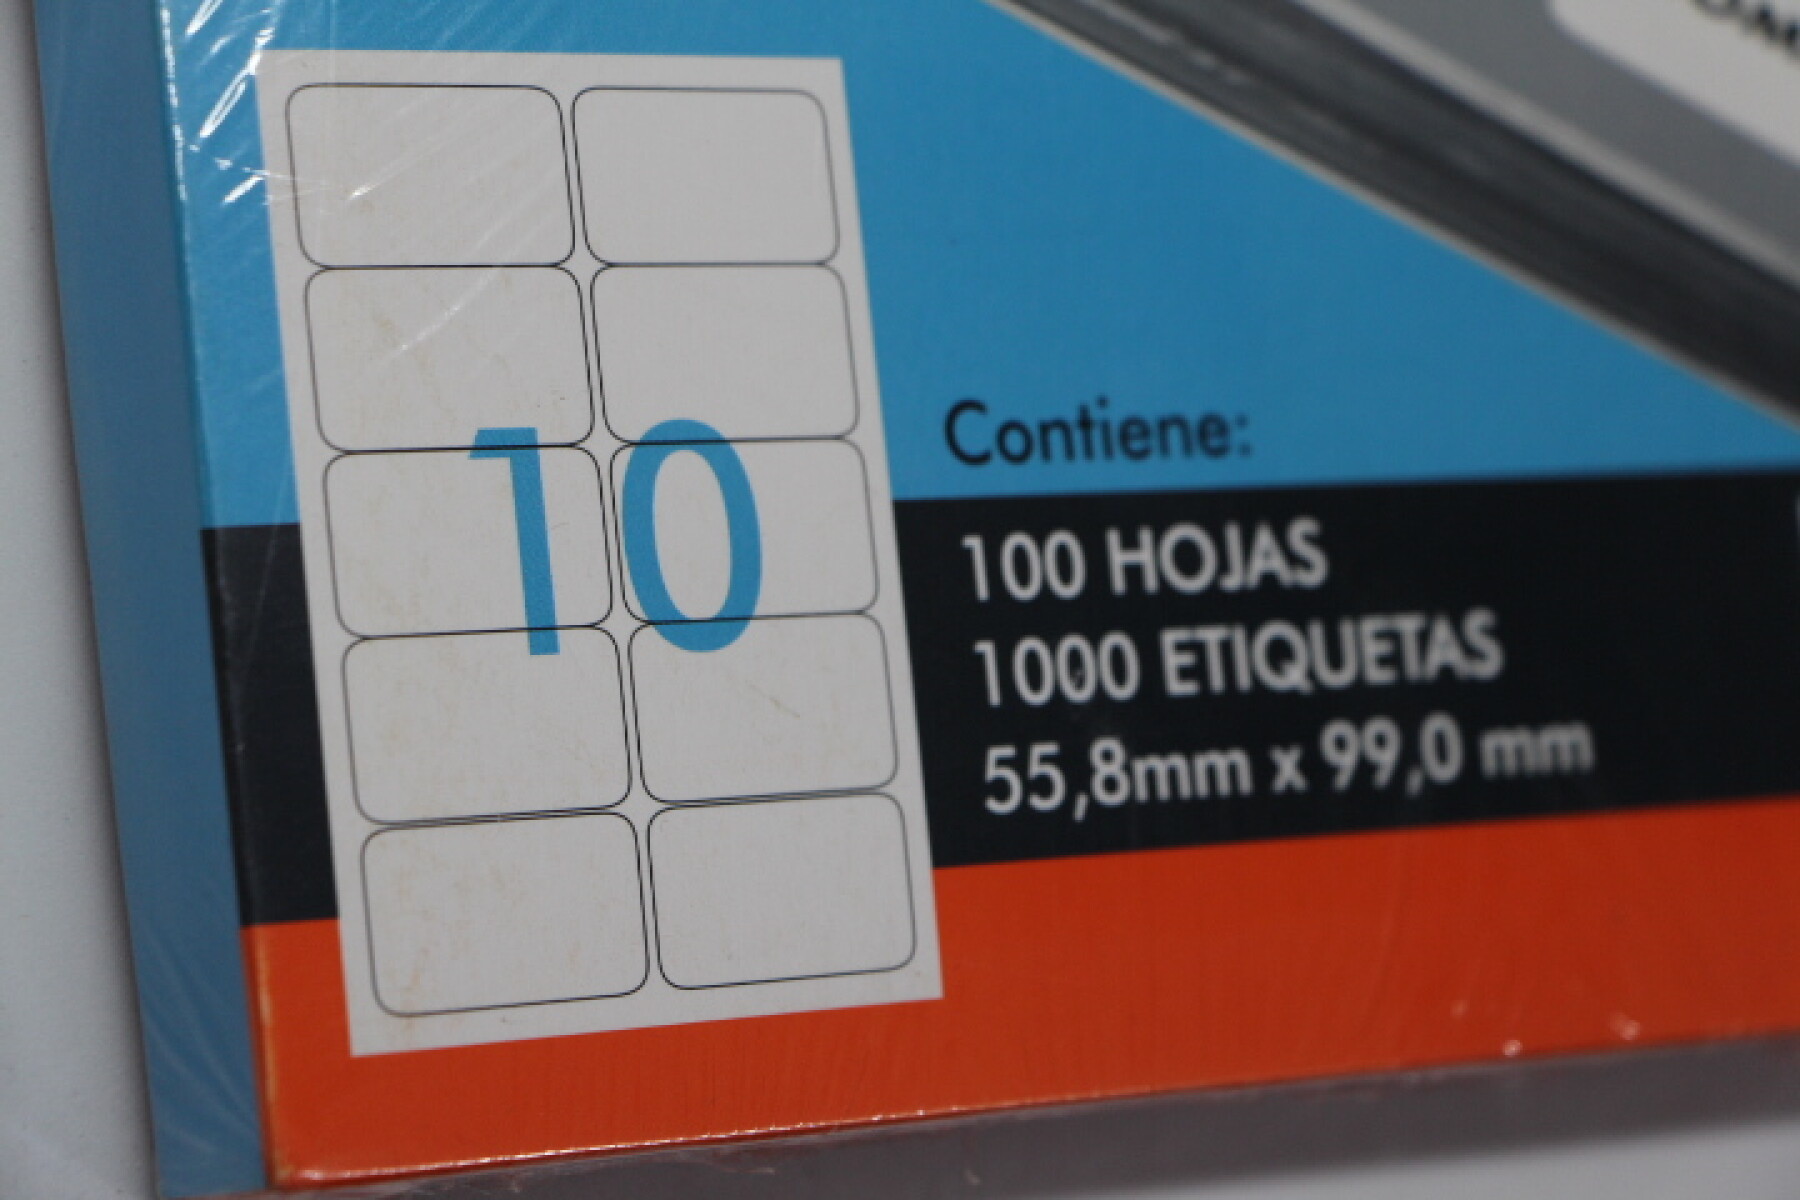 10
Contiene:
100 HOJAS
1000 ETIQUETAS
55,8mm x 99,0 mm